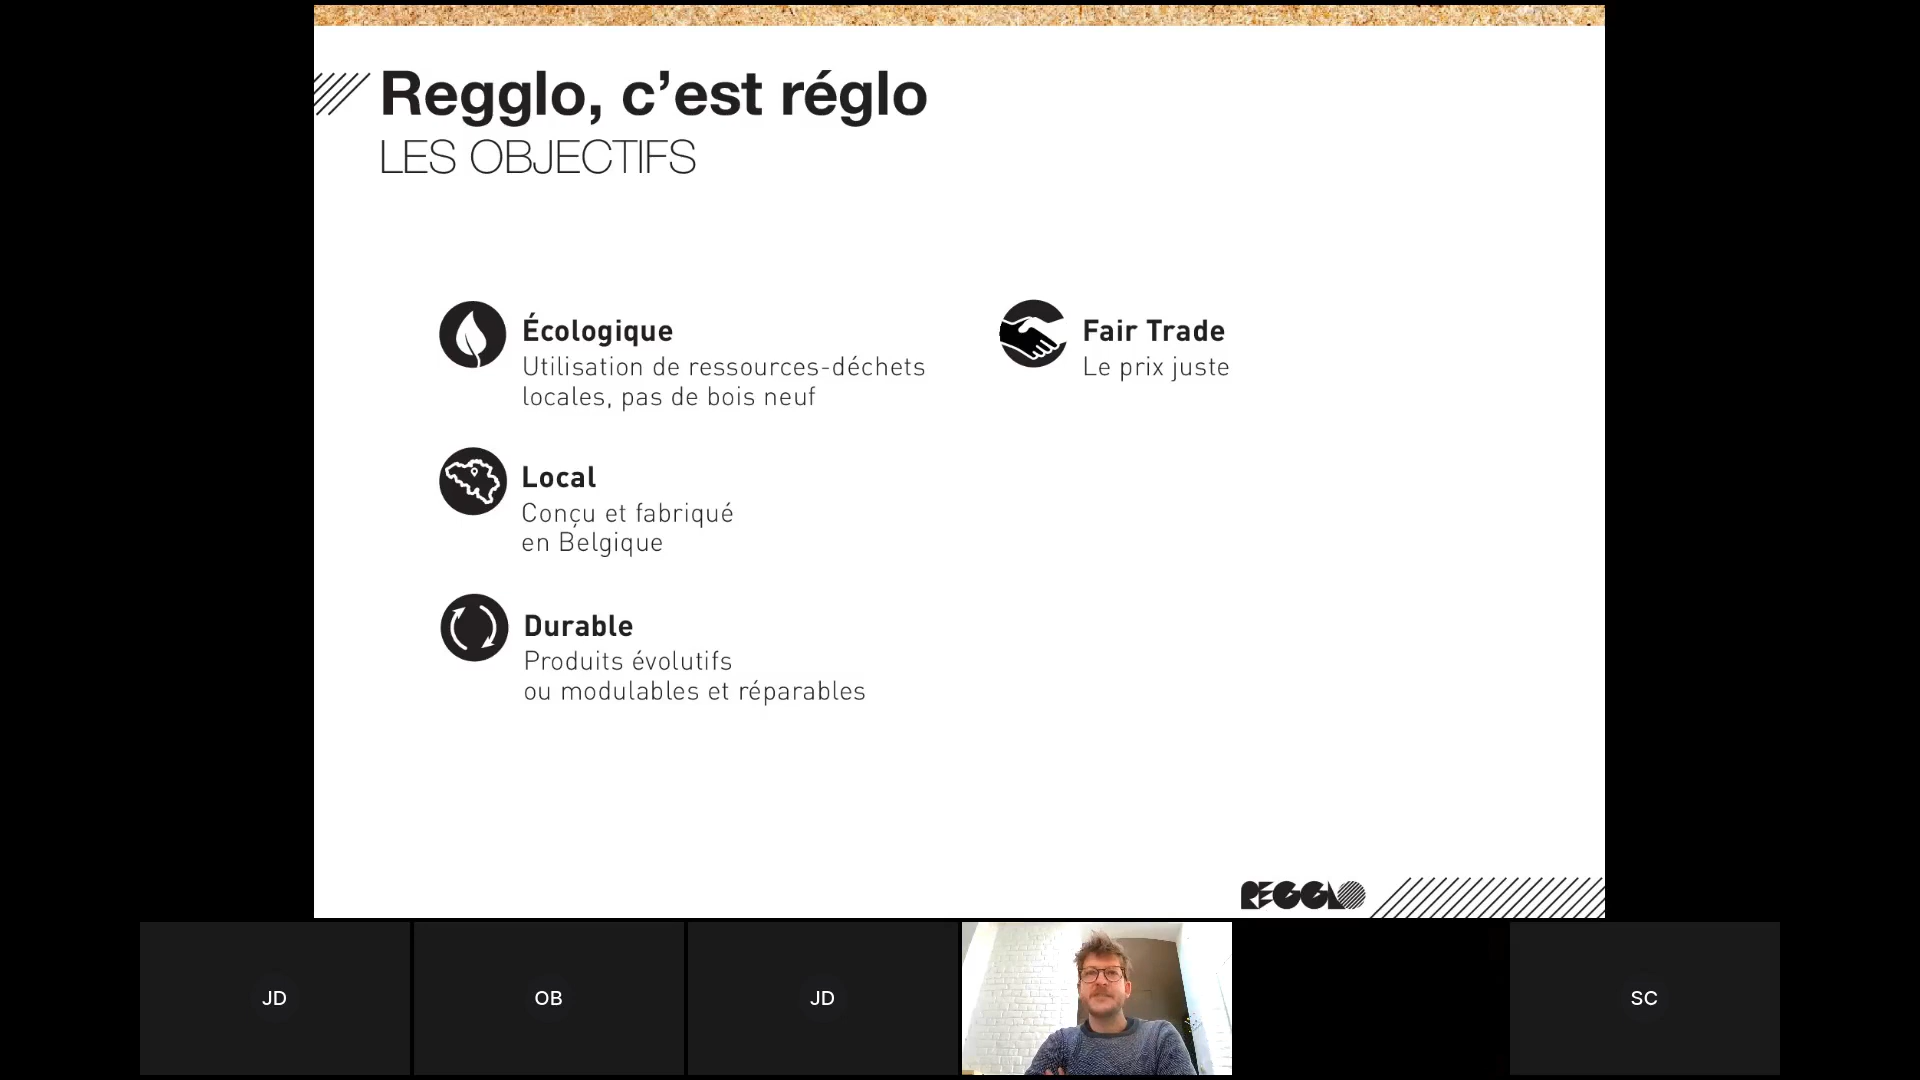 Regglo, c’est réglo
LES OBJECTIFS
Écologique
Utilisation de ressources-déchets
locales, pas de bois neuf
Local
Conçu et fabriqué
en Belgique
Durable
Produits évolutifs
ou modulables et réparables
Fair Trade
Le prix juste
REGGLO
JD
OB
JD
SC